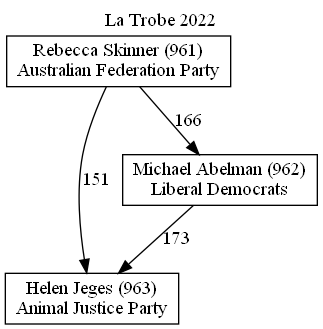 La Trobe 2022
Rebecca Skinner (961)
Australian Federation Party
166
Michael Abelman (962)
Liberal Democrats
151
173
Helen Jeges (963)
Animal Justice Party